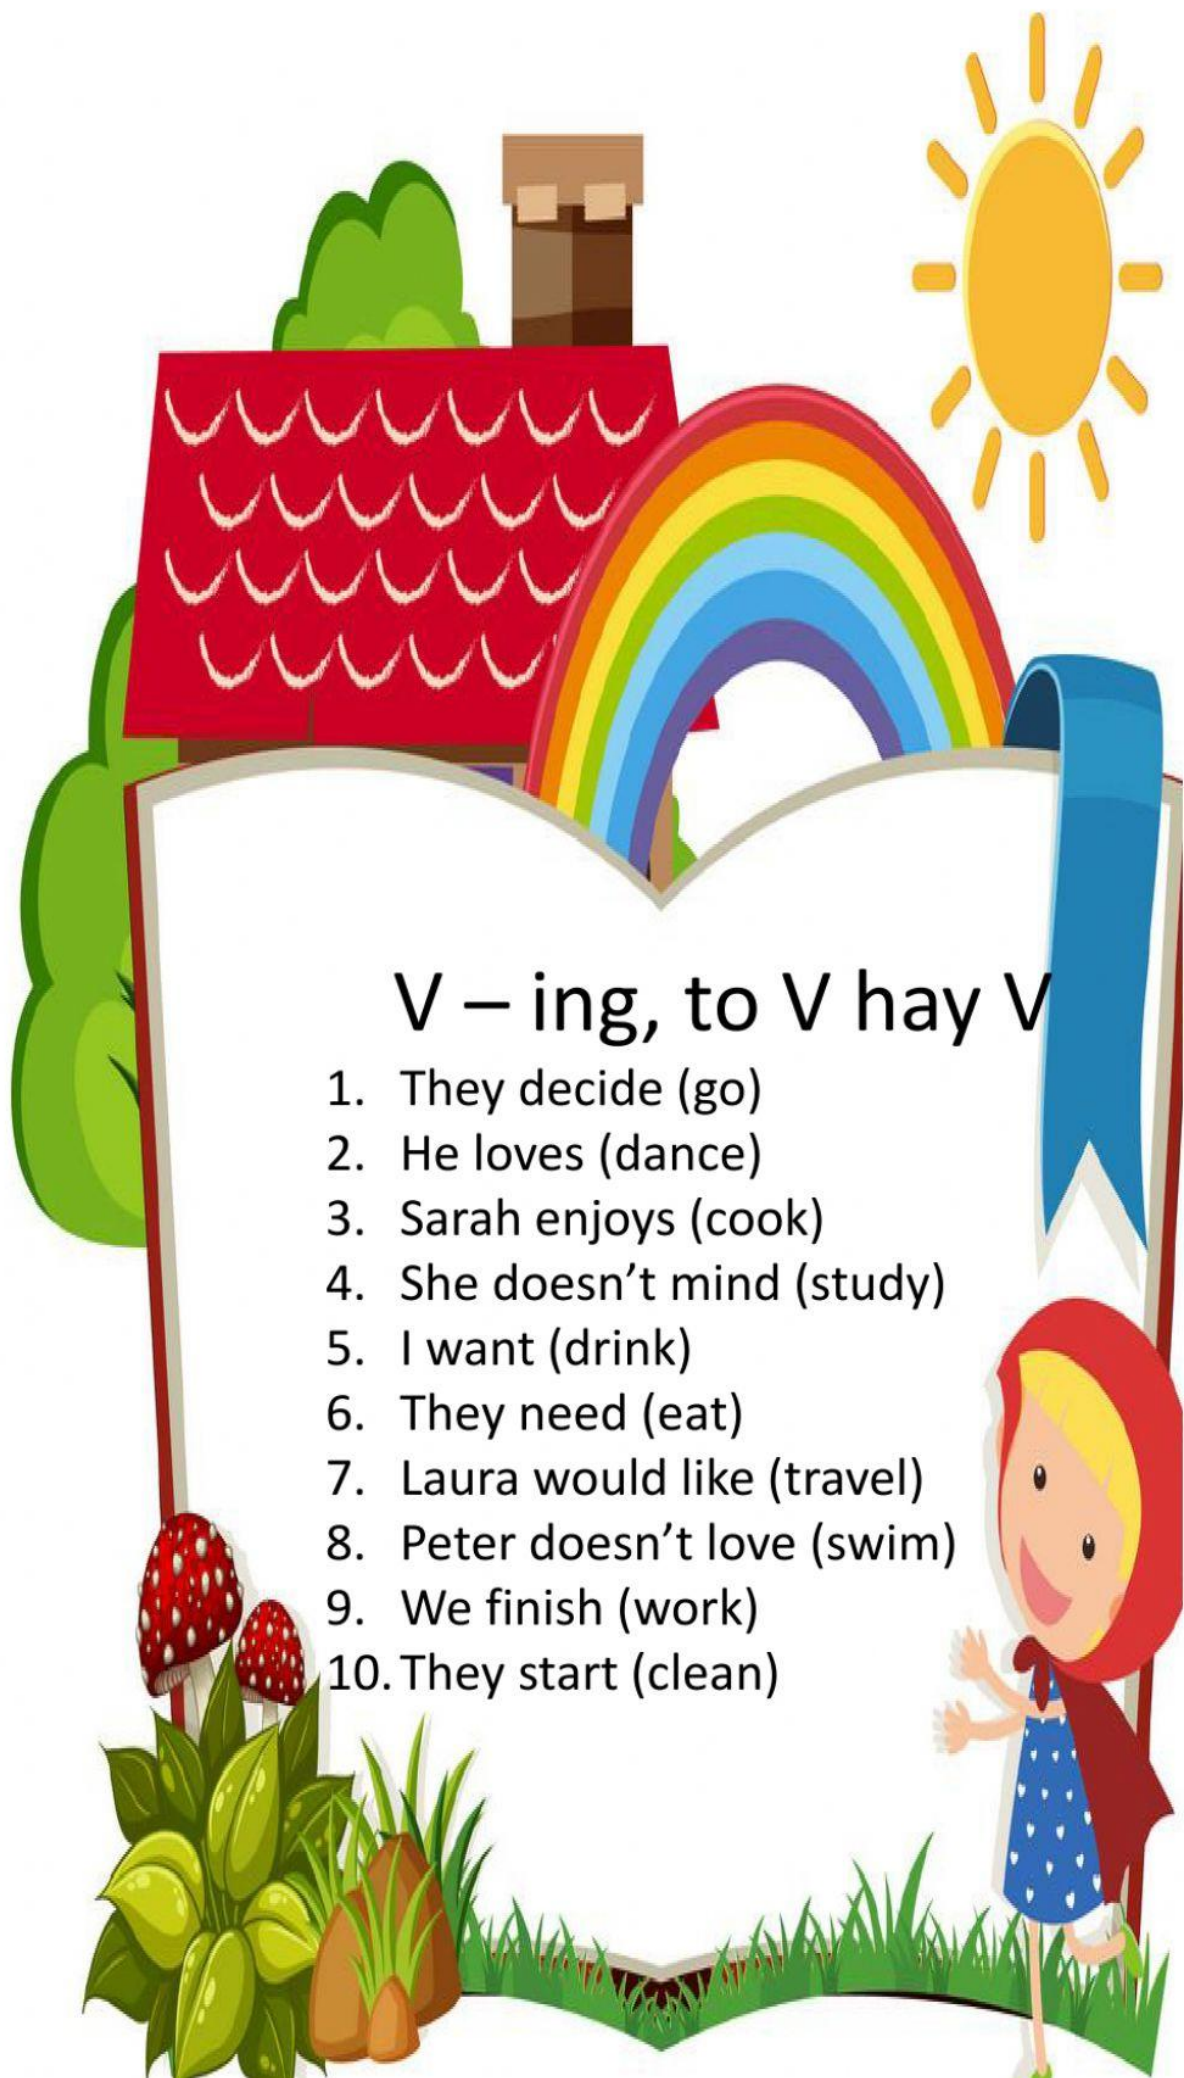 V – ing, to V hay V
1. They decide (go)
2. He loves (dance)
3. Sarah enjoys (cook)
4. She doesn’t mind (study)
5. I want (drink)
6. They need (eat)
7. Laura would like (travel)
8. Peter doesn’t love (swim)
9. We finish (work)
10. They start (clean)